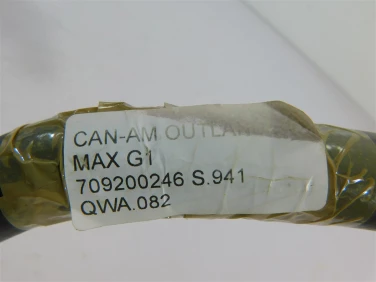 CAN-AM OUTLAN
MAX G1
709200246 S.941
QWA.082